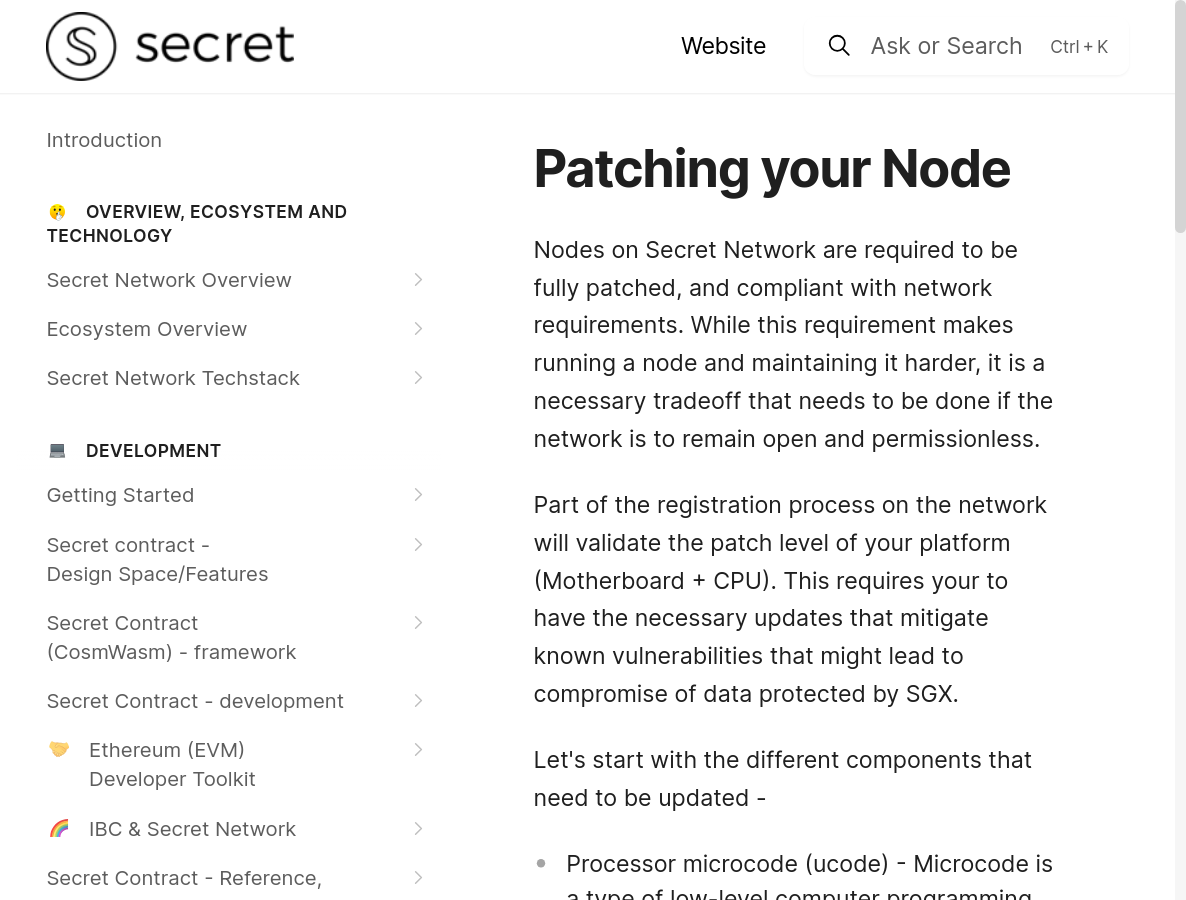 secret
Website
Ask or Search
Ctrl + K
Introduction
OVERVIEW, ECOSYSTEM AND
TECHNOLOGY
Secret Network Overview
Ecosystem Overview
Secret Network Techstack
DEVELOPMENT
Getting Started
Secret contract -
Design Space/Features
Secret Contract
(CosmWasm) - framework
Secret Contract - development
Ethereum (EVM)
Developer Toolkit
IBC & Secret Network
Secret Contract - Reference,
Patching your Node
Nodes on Secret Network are required to be
fully patched, and compliant with network
requirements. While this requirement makes
running a node and maintaining it harder, it is a
necessary tradeoff that needs to be done if the
network is to remain open and permissionless.
Part of the registration process on the network
will validate the patch level of your platform
(Motherboard + CPU). This requires your to
have the necessary updates that mitigate
known vulnerabilities that might lead to
compromise of data protected by SGX.
Let's start with the different components that
need to be updated -
Processor microcode (ucode) - Microcode is
a type of low-level computer programming